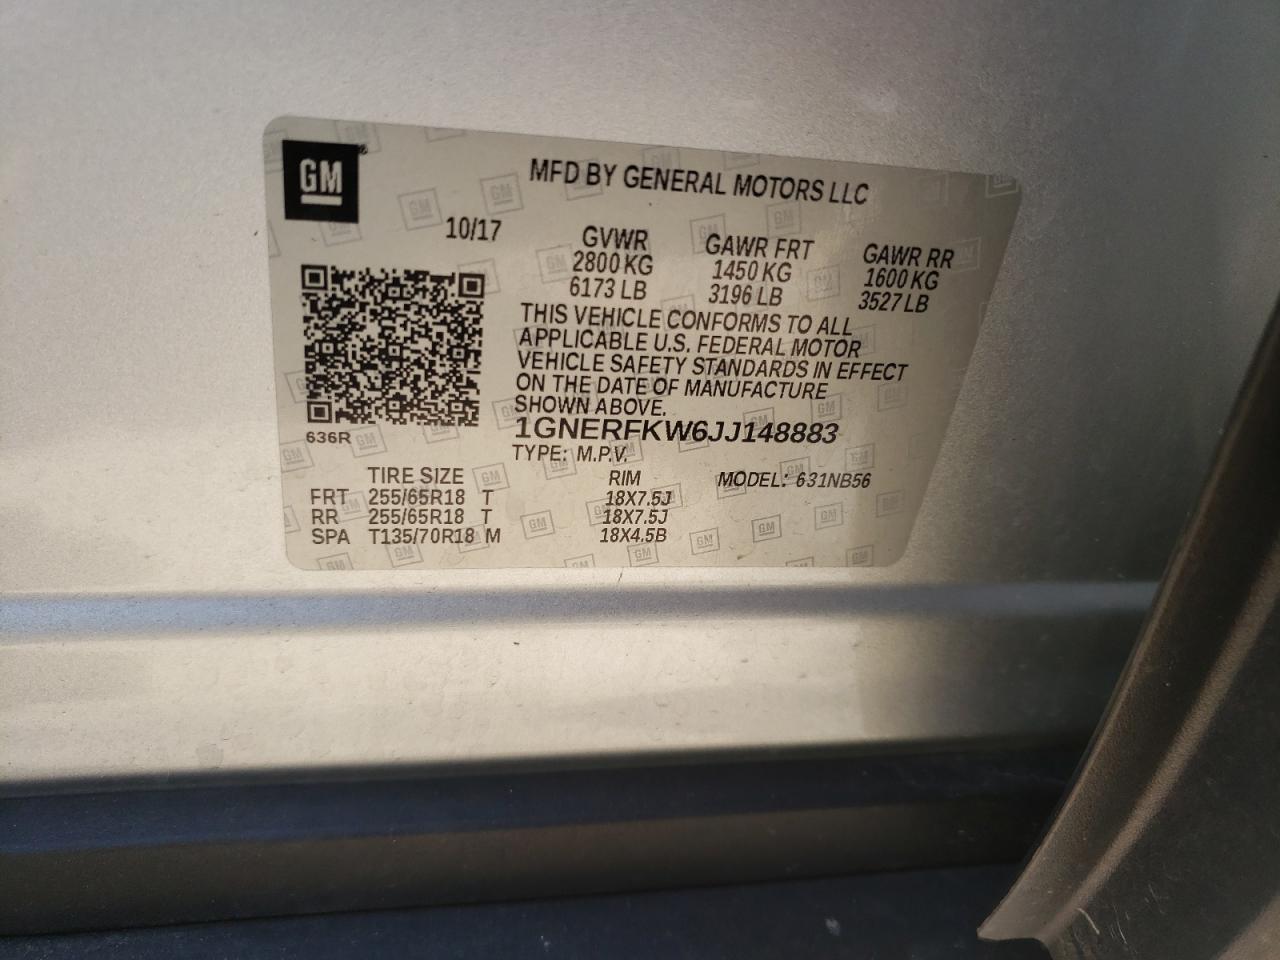 GM
MFD BY GENERAL MOTORS LLC
10/17
GVWR GAWR FRT GAWR RR
2800 KG 1450 KG 1600 KG
6173 LB 3196 LB 3527 LB
THIS VEHICLE CONFORMS TO ALL
APPLICABLE U.S. FEDERAL MOTOR
VEHICLE SAFETY STANDARDS IN EFFECT
ON THE DATE OF MANUFACTURE
SHOWN ABOVE.
636R
1GNERFKW6JJ148883
TYPE: M.P.V.
TIRE SIZE RIM MODEL: 631NB56
FRT 255/65R18 T 18X7.5J
RR 255/65R18 T 18X7.5J
SPA T135/70R18 M 18X4.5B